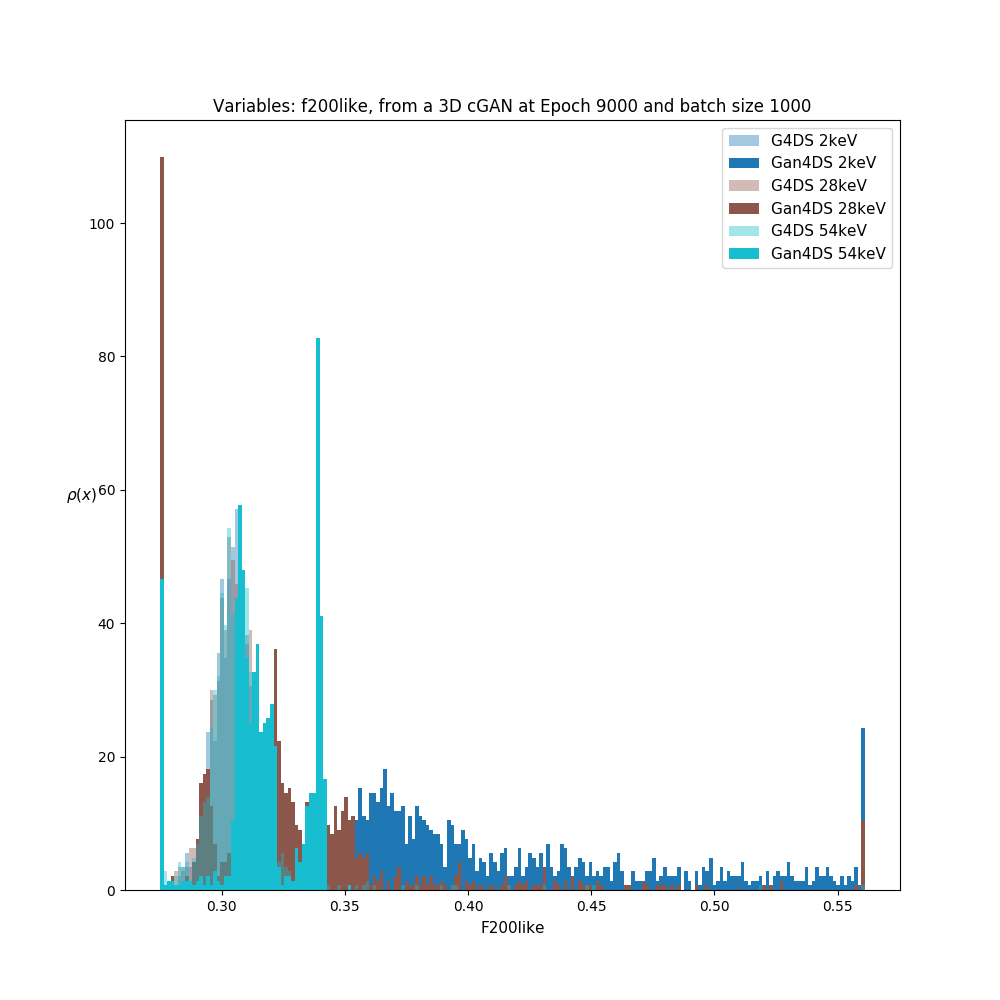 Variables: f200like, from a 3D cGAN at Epoch 9000 and batch size 1000
G4DS 2keV
Gan4DS 2keV
G4DS 28keV
Gan4DS 28keV
G4DS 54keV
Gan4DS 54keV
100
80
ρ(x)
60
40
20
0
0.30 0.35 0.40 0.45 0.50 0.55
F200like